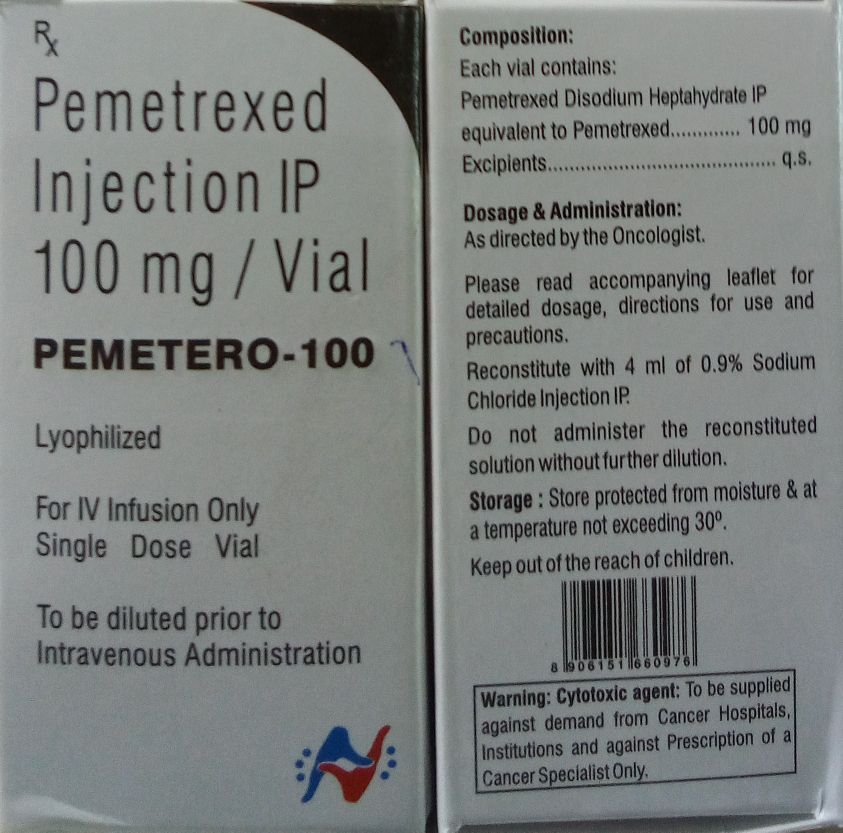 Rx
Pemetrexed
Injection IP
100 mg / Vial
PEMETERO-100
Lyophilized
For IV Infusion Only
Single Dose Vial
To be diluted prior to
Intravenous Administration
Composition:
Each vial contains:
Pemetrexed Disodium Heptahydrate IP
equivalent to Pemetrexed............. 100 mg
Excipients.......................................... q.s.
Dosage & Administration:
As directed by the Oncologist.
Please read accompanying leaflet for
detailed dosage, directions for use and
precautions.
Reconstitute with 4 ml of 0.9% Sodium
Chloride Injection IP.
Do not administer the reconstituted
solution without further dilution.
Storage : Store protected from moisture & at
a temperature not exceeding 30º.
Keep out of the reach of children.
8 906151 660976
Warning: Cytotoxic agent: To be supplied
against demand from Cancer Hospitals,
Institutions and against Prescription of a
Cancer Specialist Only.